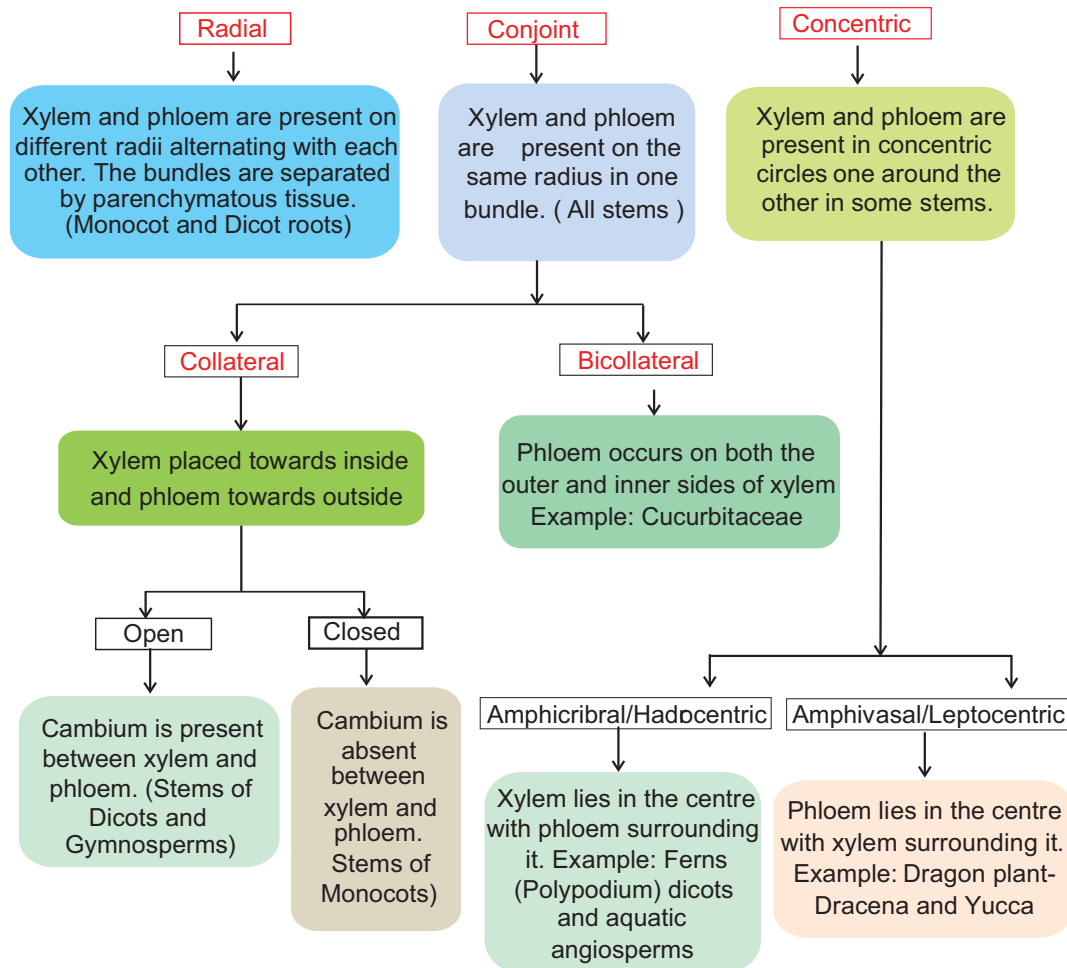 Radial
Conjoint
Concentric
Xylem and phloem are present on
different radii alternating with each
other. The bundles are separated
by parenchymatous tissue.
(Monocot and Dicot roots)
Xylem and phloem
are present on the
same radius in one
bundle. ( All stems )
Xylem and phloem are
present in concentric
circles one around the
other in some stems.
Collateral
Bicollateral
Xylem placed towards inside
and phloem towards outside
Phloem occurs on both the
outer and inner sides of xylem
Example: Cucurbitaceae
Open
Closed
Cambium is present
between xylem and
phloem. (Stems of
Dicots and
Gymnosperms)
Cambium is
absent
between
xylem and
phloem.
Stems of
Monocots)
Amphicribral/Hadrocentric
Amphivasal/Leptocentric
Xylem lies in the centre
with phloem surrounding
it. Example: Ferns
(Polypodium) dicots
and aquatic
angiosperms
Phloem lies in the centre
with xylem surrounding it.
Example: Dragon plant-
Dracena and Yucca